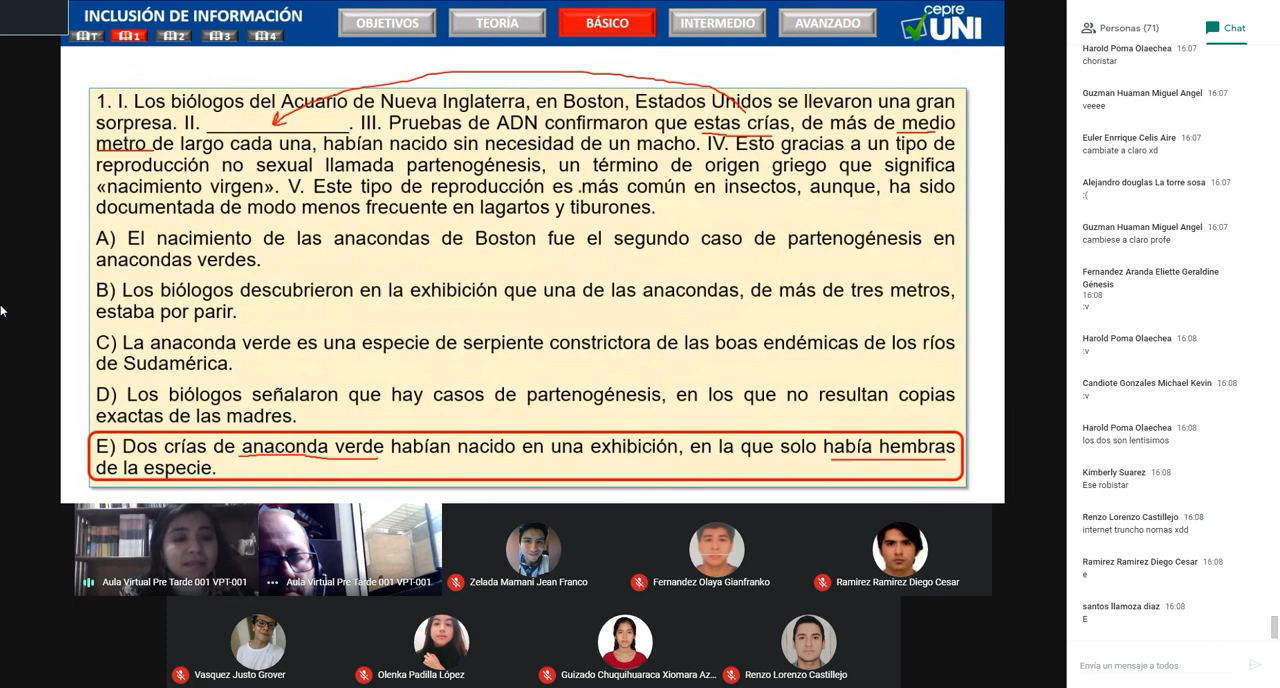 INCLUSIÓN DE INFORMACIÓN
OBJETIVOS
TEORÍA
BÁSICO
INTERMEDIO
AVANZADO
cepre
UNI
T
1
2
3
4
1. I. Los biólogos del Acuario de Nueva Inglaterra, en Boston, Estados Unidos se llevaron una gran
sorpresa. II. _____________. III. Pruebas de ADN confirmaron que estas crías, de más de medio
metro de largo cada una, habían nacido sin necesidad de un macho. IV. Esto gracias a un tipo de
reproducción no sexual llamada partenogénesis, un término de origen griego que significa
«nacimiento virgen». V. Este tipo de reproducción es más común en insectos, aunque, ha sido
documentada de modo menos frecuente en lagartos y tiburones.
A) El nacimiento de las anacondas de Boston fue el segundo caso de partenogénesis en
anacondas verdes.
B) Los biólogos descubrieron en la exhibición que una de las anacondas, de más de tres metros,
estaba por parir.
C) La anaconda verde es una especie de serpiente constrictora de las boas endémicas de los ríos
de Sudamérica.
D) Los biólogos señalaron que hay casos de partenogénesis, en los que no resultan copias
exactas de las madres.
E) Dos crías de anaconda verde habían nacido en una exhibición, en la que solo había hembras
de la especie.
Aula Virtual Pre Tarde 001 VPT-001
Aula Virtual Pre Tarde 001 VPT-001
Zelada Mamani Jean Franco
Fernandez Olaya Gianfranko
Ramirez Ramirez Diego Cesar
Vasquez Justo Grover
Olenka Padilla López
Guizado Chuquihuaraca Xiomara Az...
Renzo Lorenzo Castillejo
Personas (71)
Chat
Harold Poma Olaechea 16:07
choristar
Guzman Huaman Miguel Angel 16:07
veeee
Euler Enrrique Celis Aire 16:07
cambiate a claro xd
Alejandro douglas La torre sosa 16:07
:(
Guzman Huaman Miguel Angel 16:07
cambiese a claro profe
Fernandez Aranda Eliette Geraldine
Génesis
16:08
:v
Harold Poma Olaechea 16:08
:v
Candiote Gonzales Michael Kevin 16:08
:v
Harold Poma Olaechea 16:08
los dos son lentisimos
Kimberly Suarez 16:08
Ese robistar
Renzo Lorenzo Castillejo 16:08
internet truncho nomas xdd
Ramirez Ramirez Diego Cesar 16:08
e
santos llamoza diaz 16:08
E
Envía un mensaje a todos